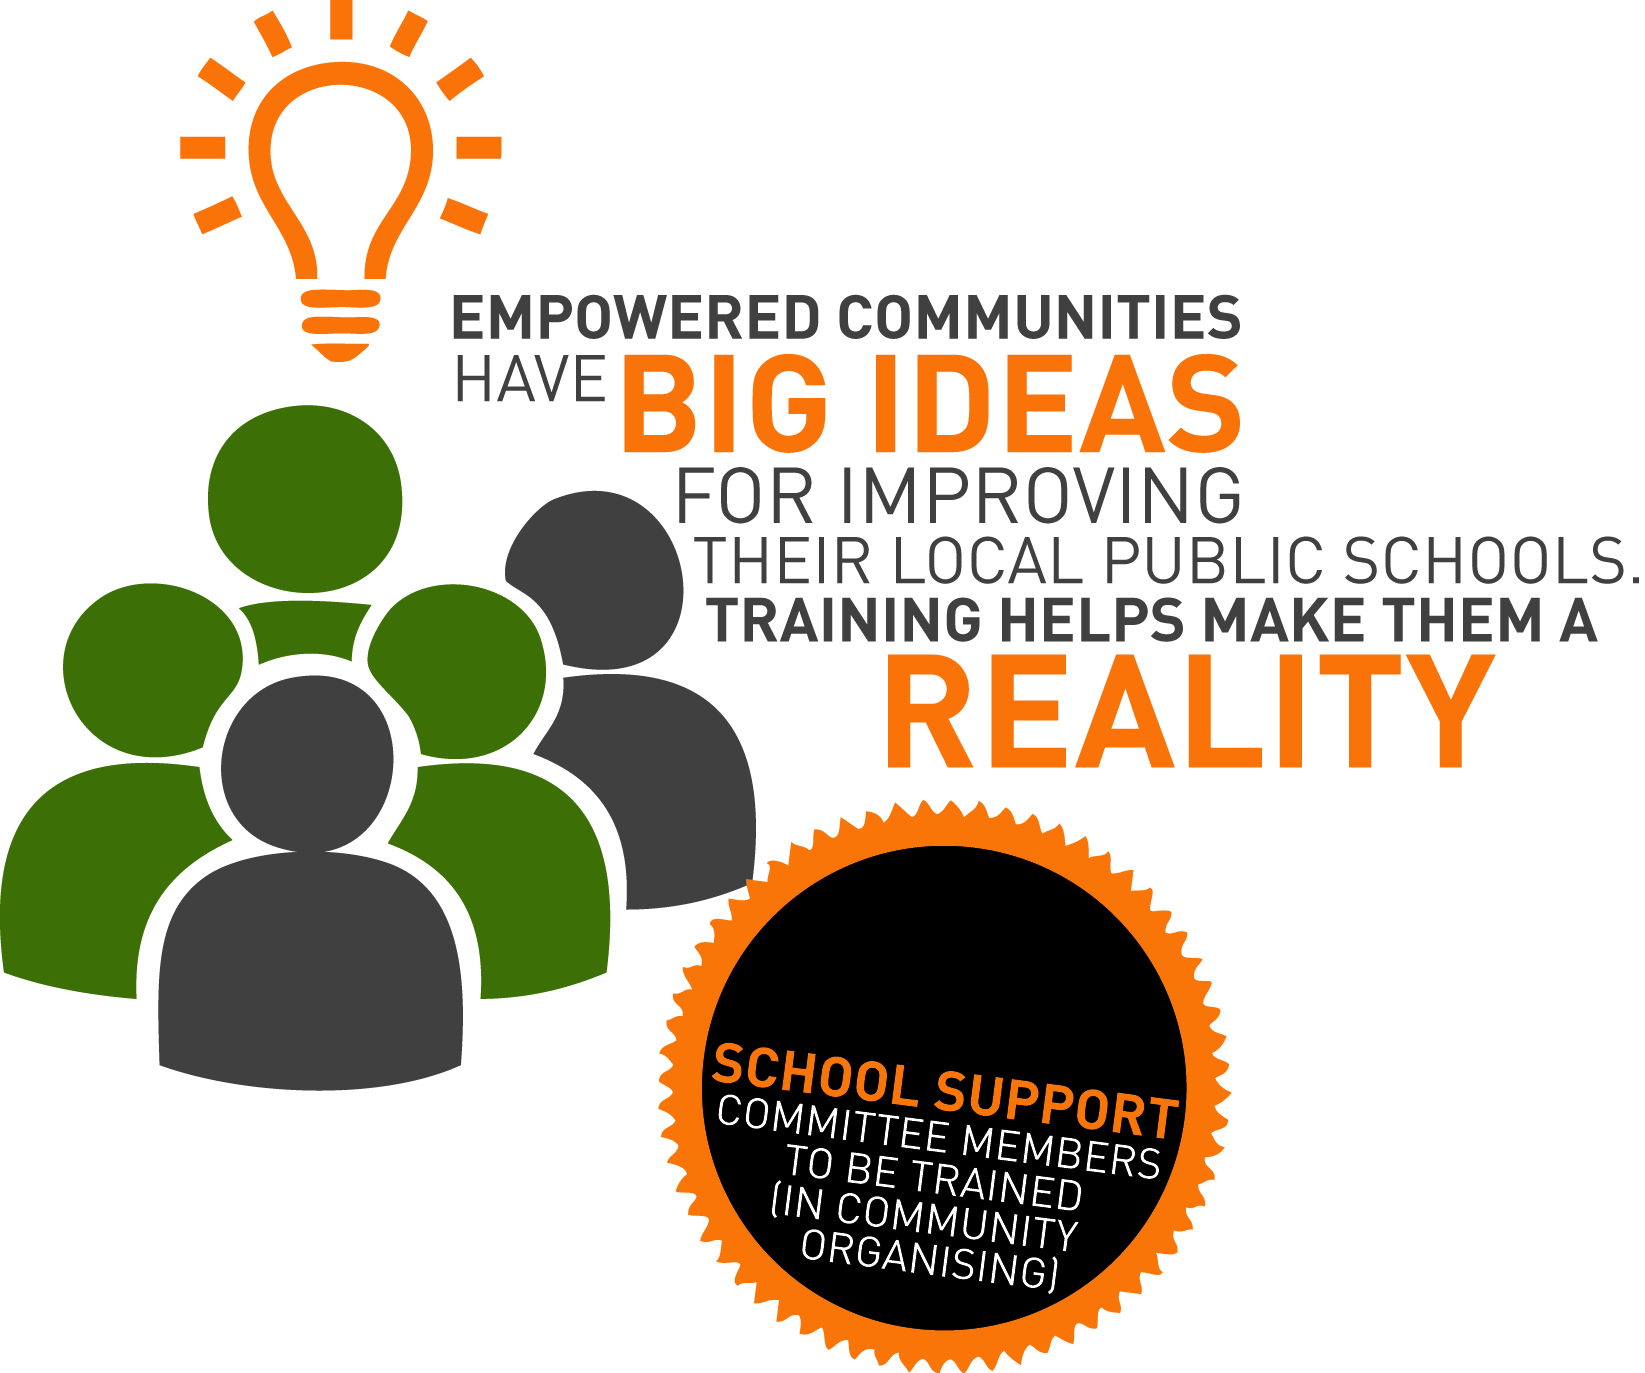 EMPOWERED COMMUNITIES
HAVE BIG IDEAS
FOR IMPROVING
THEIR LOCAL PUBLIC SCHOOLS.
TRAINING HELPS MAKE THEM A
REALITY
SCHOOL SUPPORT
COMMITTEE MEMBERS
TO BE TRAINED
(IN COMMUNITY
ORGANISING)